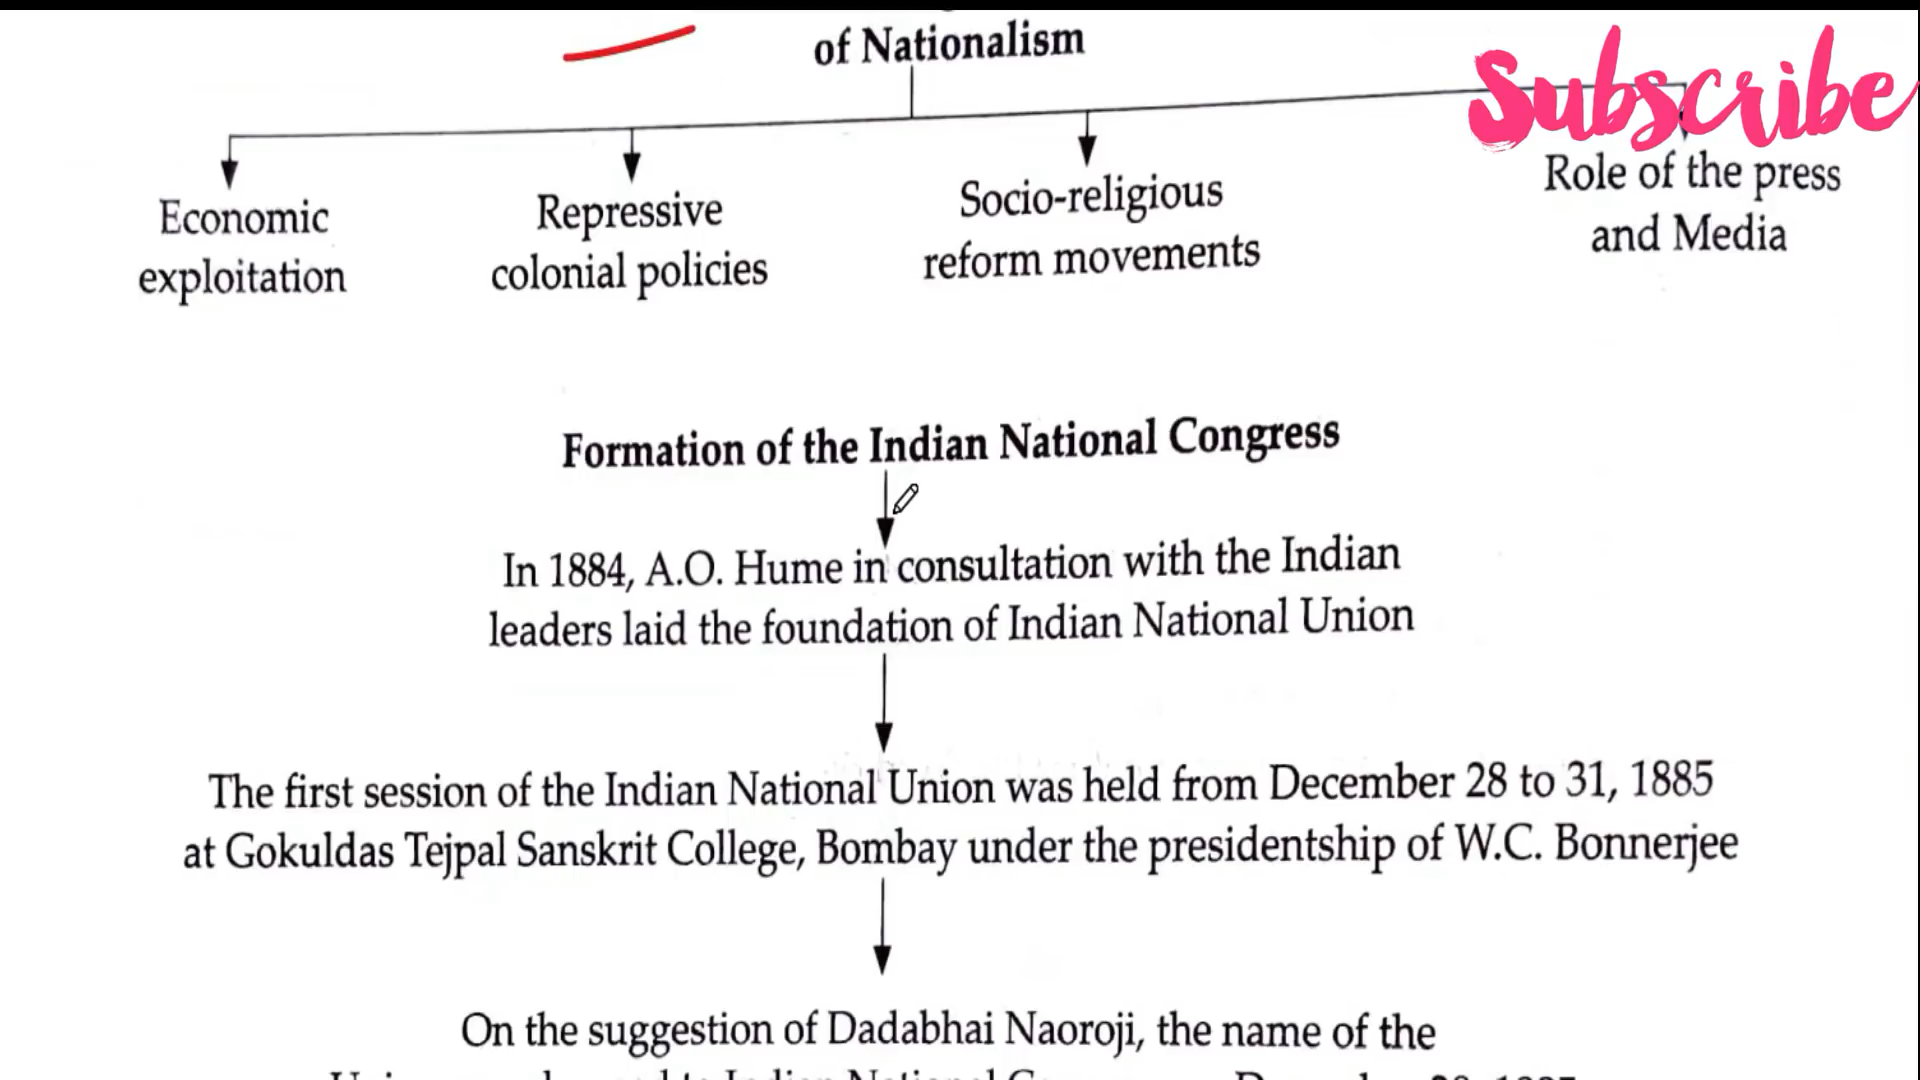 of Nationalism
Subscribe
Economic
exploitation
Repressive
colonial policies
Socio-religious
reform movements
Role of the press
and Media
Formation of the Indian National Congress
In 1884, A.O. Hume in consultation with the Indian
leaders laid the foundation of Indian National Union
The first session of the Indian National Union was held from December 28 to 31, 1885
at Gokuldas Tejpal Sanskrit College, Bombay under the presidentship of W.C. Bonnerjee
On the suggestion of Dadabhai Naoroji, the name of the